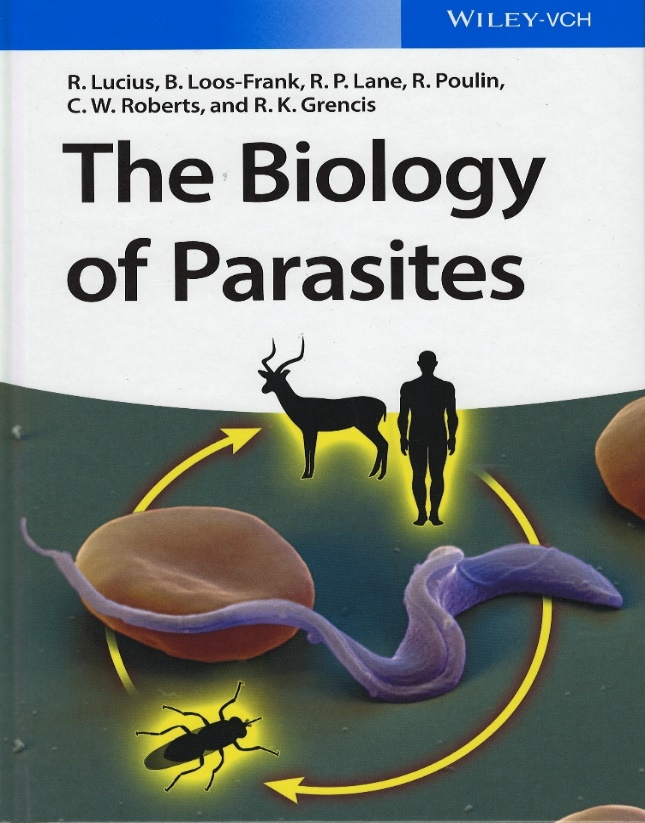 WILEY-VCH
R. Lucius, B. Loos-Frank, R. P. Lane, R. Poulin,
C. W. Roberts, and R. K. Grencis
The Biology
of Parasites